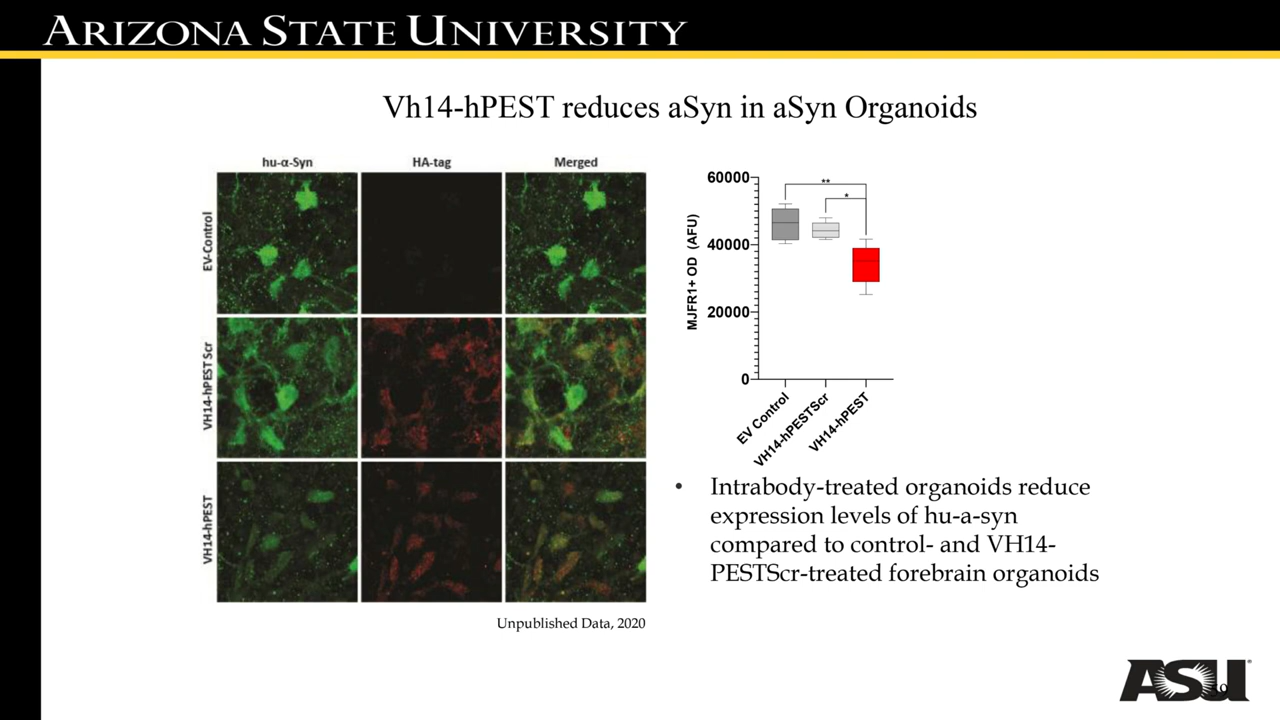 ARIZONA STATE UNIVERSITY
Vh14-hPEST reduces aSyn in aSyn Organoids
hu-α-Syn HA-tag Merged
EV-Control
VH14-hPEST Scr
VH14-hPEST
Unpublished Data, 2020
MJFR1+ OD (AFU)
60000
40000
20000
0
**
*
EV Control
VH14-hPESTScr
VH14-hPEST
• Intrabody-treated organoids reduce
expression levels of hu-a-syn
compared to control- and VH14-
PESTScr-treated forebrain organoids
ASU